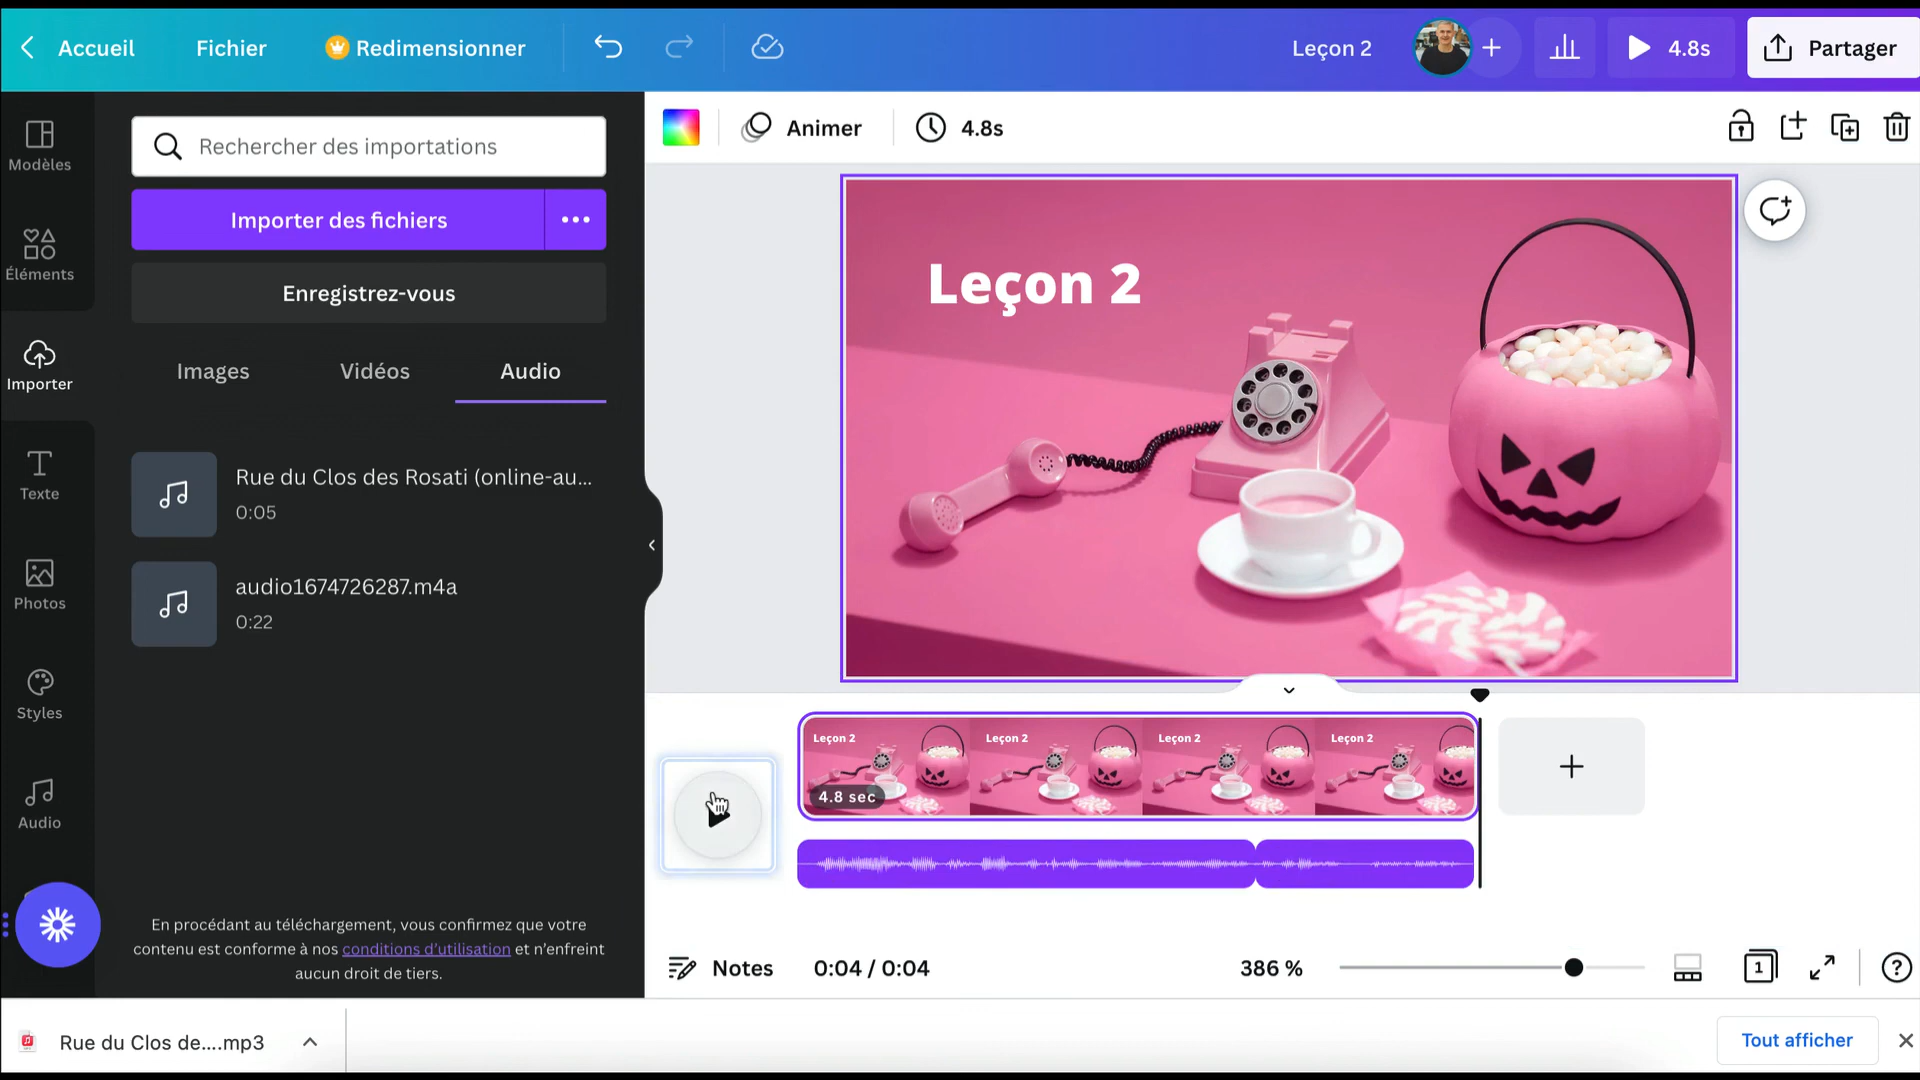 Accueil
Fichier
Redimensionner
Leçon 2
4.8s
Partager
Modèles
Éléments
Importer
Texte
Photos
Styles
Audio
Rechercher des importations
Importer des fichiers
Enregistrez-vous
Images
Vidéos
Audio
Rue du Clos des Rosati (online-au...
0:05
audio1674726287.m4a
0:22
En procédant au téléchargement, vous confirmez que votre
contenu est conforme à nos conditions d’utilisation et n’enfreint
aucun droit de tiers.
Animer
4.8s
Leçon 2
Leçon 2
Leçon 2
Leçon 2
Leçon 2
4.8 sec
Notes
0:04 / 0:04
386 %
1
Rue du Clos de....mp3
Tout afficher